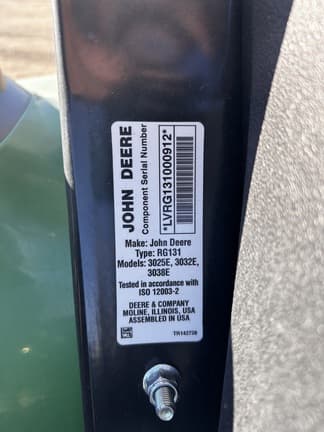 JOHN DEERE
Component Serial Number
*LVRG131000912*
Make: John Deere
Type: RG131
Models: 3025E, 3032E,
3038E
Tested in accordance with
ISO 12003-2
DEERE & COMPANY
MOLINE, ILLINOIS, USA
ASSEMBLED IN USA